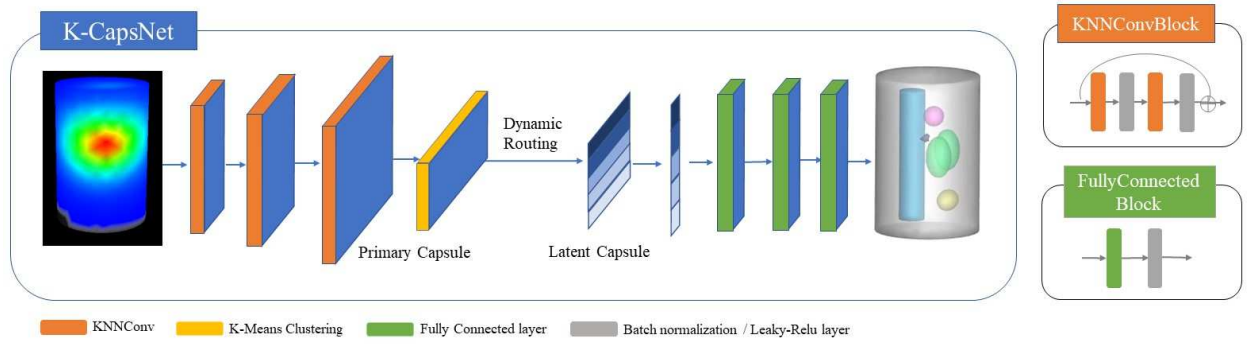 K-CapsNet
KNNConvBlock
Dynamic
Routing
FullyConnected
Block
Primary Capsule
Latent Capsule
KNNConv
K-Means Clustering
Fully Connected layer
Batch normalization / Leaky-Relu layer